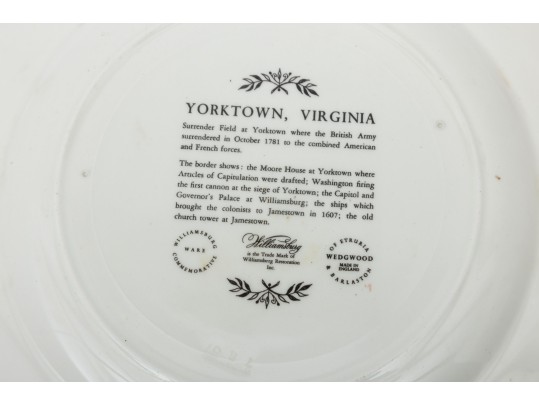 YORKTOWN, VIRGINIA
Surrender Field at Yorktown where the British Army
surrendered in October 1781 to the combined American
and French forces.
The border shows: the Moore House at Yorktown where
Articles of Capitulation were drafted; Washington firing
the first cannon at the siege of Yorktown; the Capitol and
Governor's Palace at Williamsburg; the ships which
brought the colonists to Jamestown in 1607; the old
church tower at Jamestown.
WILLIAMSBURG
WARE
COMMEMORATIVE
Williamsburg
is the Trade Mark of
Williamsburg Restoration
Inc.
OF ETRURIA
WEDGWOOD
MADE IN
ENGLAND
& BARLASTON